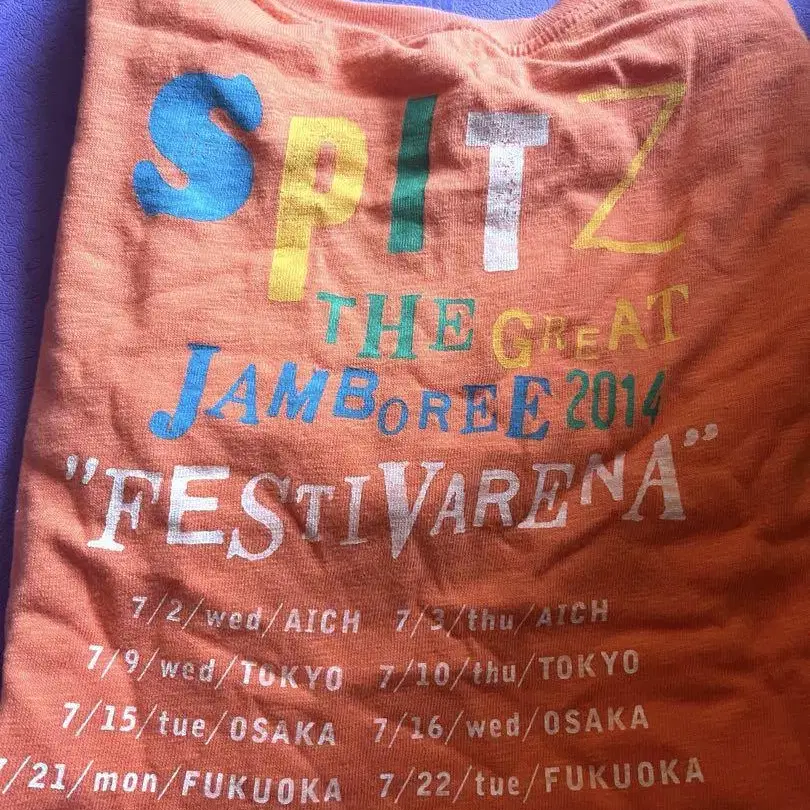 SPITZ
THE GREAT
JAMBOREE 2014
"FESTIVARENA"
7/2/wed/AICH 7/3/thu/AICH
7/9/wed/TOKYO 7/10/thu/TOKYO
7/15/tue/OSAKA 7/16/wed/OSAKA
7/21/mon/FUKUOKA 7/22/tue/FUKUOKA